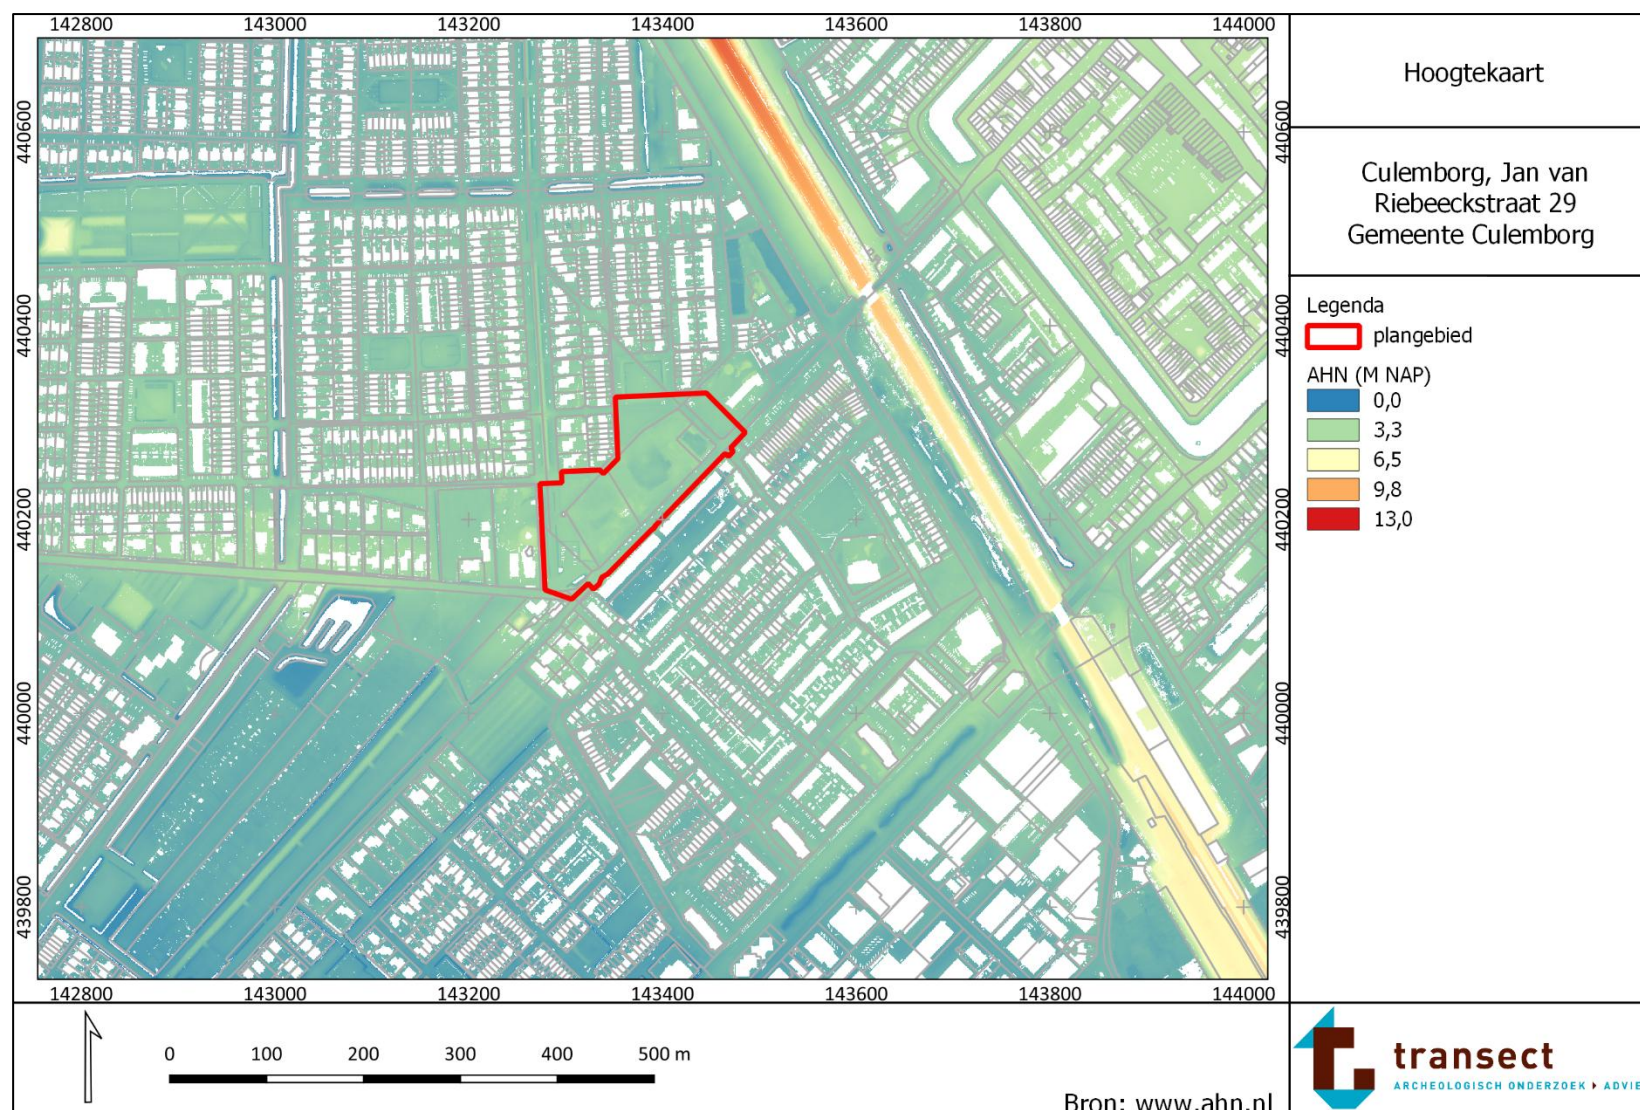 142800 143000 143200 143400 143600 143800 144000
440600 440600
440400 440400
440200 440200
440000 440000
439800 439800
142800 143000 143200 143400 143600 143800 144000
0 100 200 300 400 500 m
Bron: www.ahn.nl
Hoogtekaart
Culemborg, Jan van
Riebeeckstraat 29
Gemeente Culemborg
Legenda
plangebied
AHN (M NAP)
0,0
3,3
6,5
9,8
13,0
transect
ARCHEOLOGISCH ONDERZOEK ADVIE